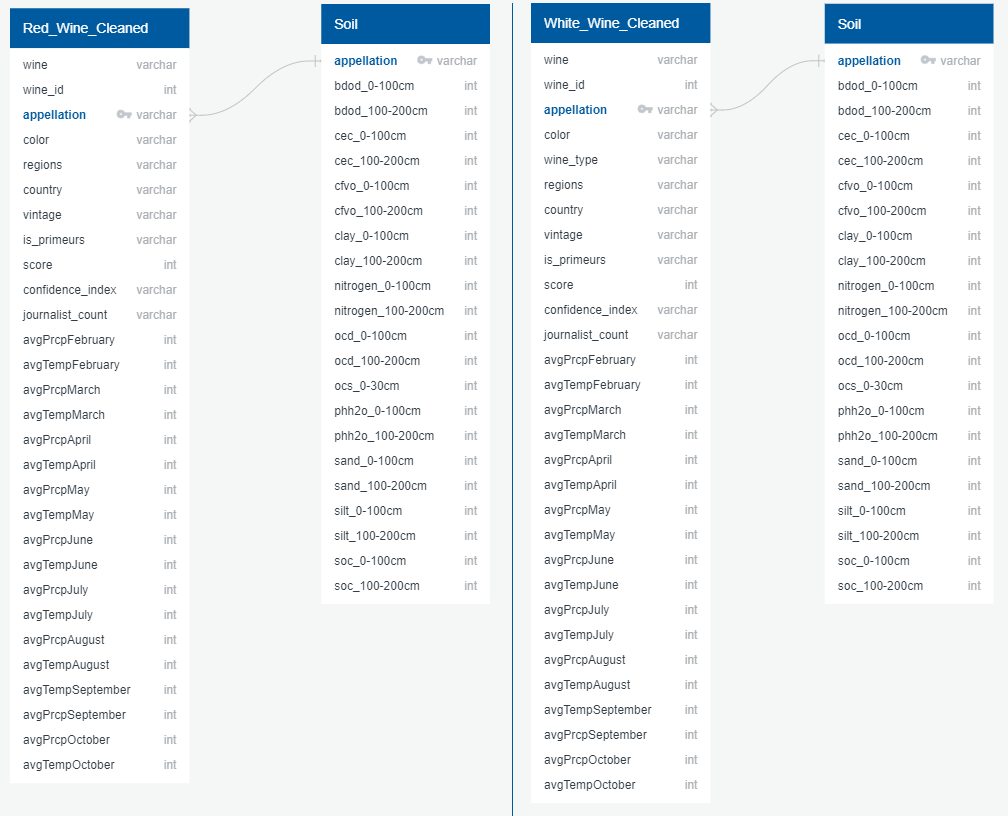 Red_Wine_Cleaned
wine varchar
wine_id int
appellation varchar
color varchar
regions varchar
country varchar
vintage varchar
is_primeurs varchar
score int
confidence_index varchar
journalist_count varchar
avgPrcpFebruary int
avgTempFebruary int
avgPrcpMarch int
avgTempMarch int
avgPrcpApril int
avgTempApril int
avgPrcpMay int
avgTempMay int
avgPrcpJune int
avgTempJune int
avgPrcpJuly int
avgTempJuly int
avgPrcpAugust int
avgTempAugust int
avgTempSeptember int
avgPrcpSeptember int
avgPrcpOctober int
avgTempOctober int
Soil
appellation varchar
bdod_0-100cm int
bdod_100-200cm int
cec_0-100cm int
cec_100-200cm int
cfvo_0-100cm int
cfvo_100-200cm int
clay_0-100cm int
clay_100-200cm int
nitrogen_0-100cm int
nitrogen_100-200cm int
ocd_0-100cm int
ocd_100-200cm int
ocs_0-30cm int
phh2o_0-100cm int
phh2o_100-200cm int
sand_0-100cm int
sand_100-200cm int
silt_0-100cm int
silt_100-200cm int
soc_0-100cm int
soc_100-200cm int
White_Wine_Cleaned
wine varchar
wine_id int
appellation varchar
color varchar
wine_type varchar
regions varchar
country varchar
vintage varchar
is_primeurs varchar
score int
confidence_index varchar
journalist_count varchar
avgPrcpFebruary int
avgTempFebruary int
avgPrcpMarch int
avgTempMarch int
avgPrcpApril int
avgTempApril int
avgPrcpMay int
avgTempMay int
avgPrcpJune int
avgTempJune int
avgPrcpJuly int
avgTempJuly int
avgPrcpAugust int
avgTempAugust int
avgTempSeptember int
avgPrcpSeptember int
avgPrcpOctober int
avgTempOctober int
Soil
appellation varchar
bdod_0-100cm int
bdod_100-200cm int
cec_0-100cm int
cec_100-200cm int
cfvo_0-100cm int
cfvo_100-200cm int
clay_0-100cm int
clay_100-200cm int
nitrogen_0-100cm int
nitrogen_100-200cm int
ocd_0-100cm int
ocd_100-200cm int
ocs_0-30cm int
phh2o_0-100cm int
phh2o_100-200cm int
sand_0-100cm int
sand_100-200cm int
silt_0-100cm int
silt_100-200cm int
soc_0-100cm int
soc_100-200cm int